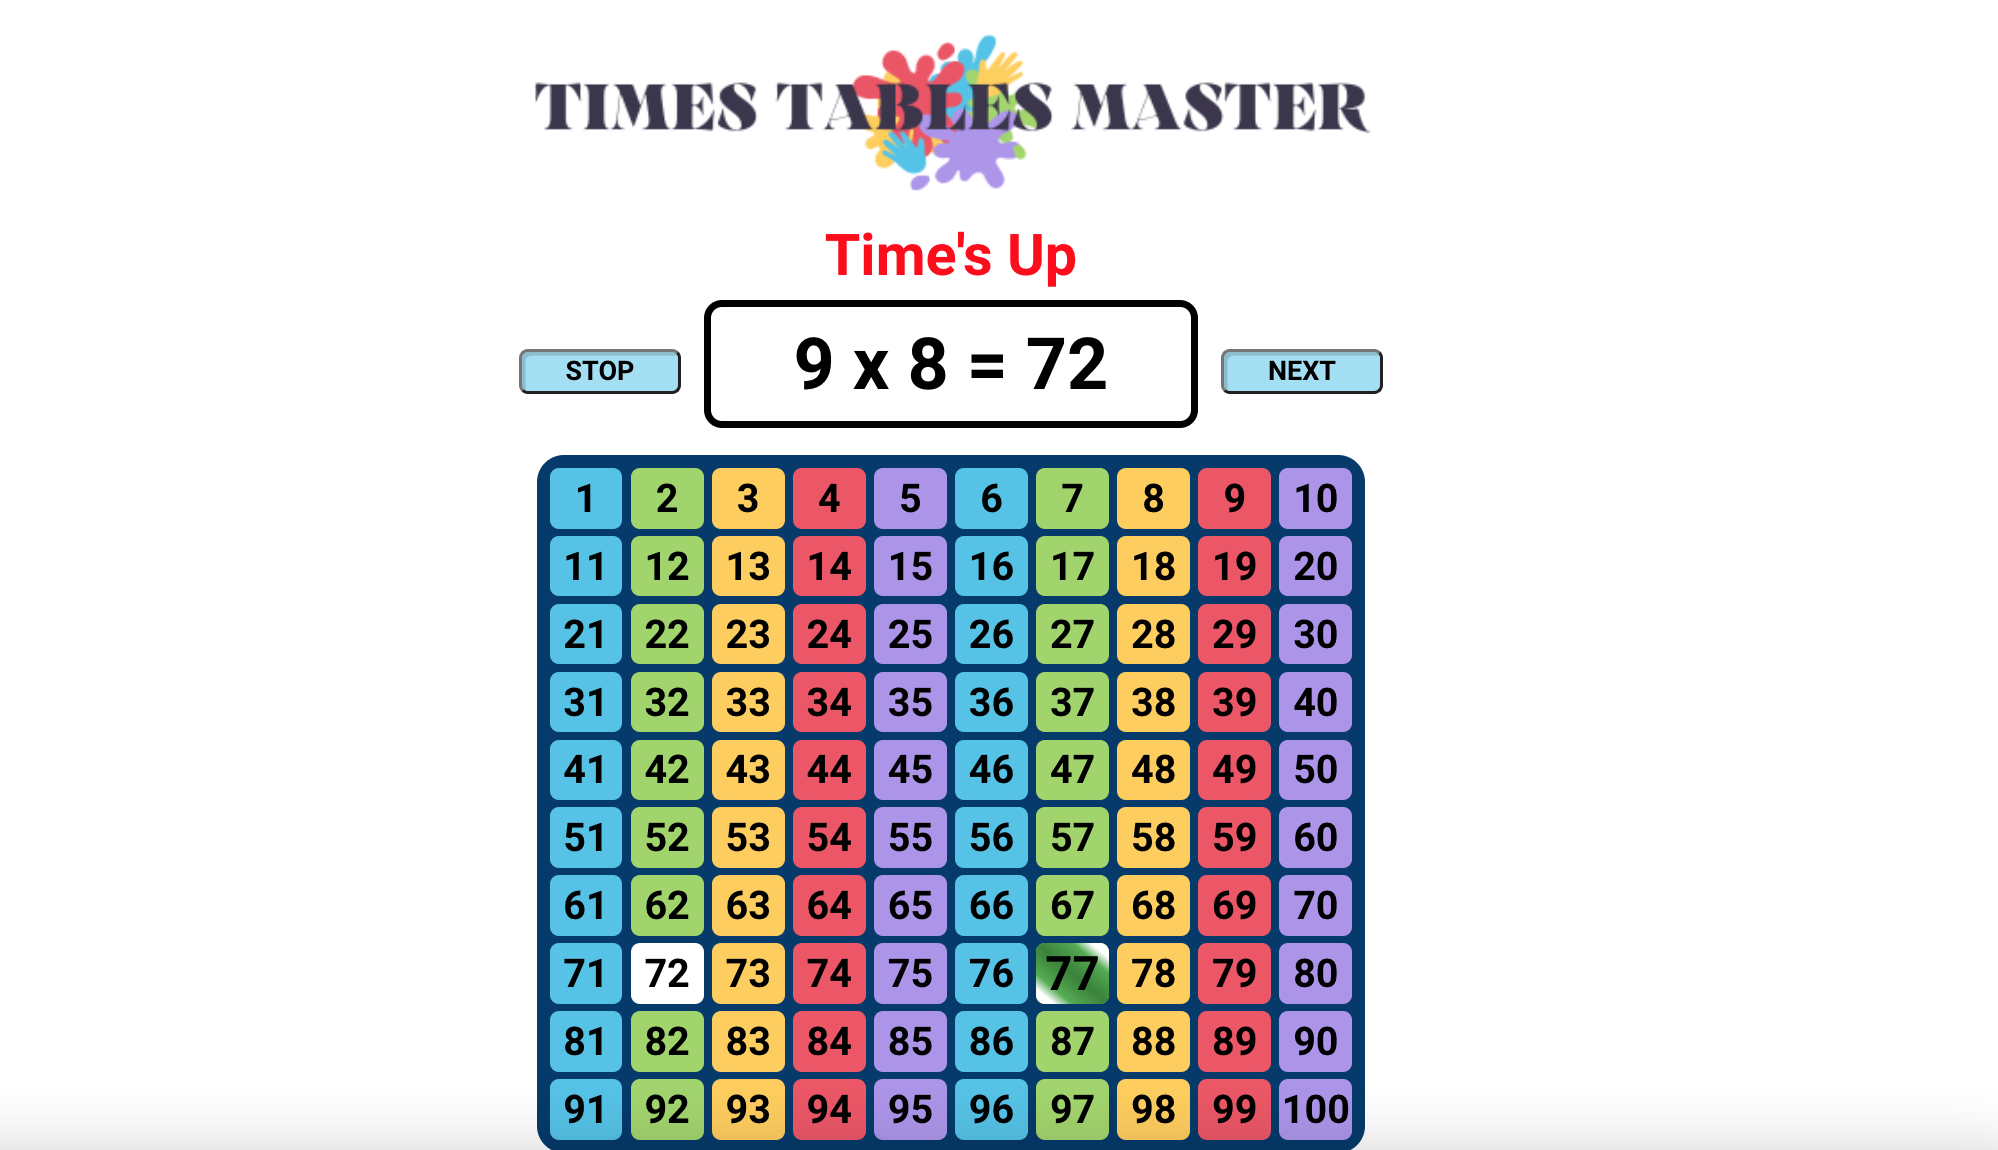 TIMES TABLES MASTER
Time's Up
STOP
9 x 8 = 72
NEXT
1 2 3 4 5 6 7 8 9 10
11 12 13 14 15 16 17 18 19 20
21 22 23 24 25 26 27 28 29 30
31 32 33 34 35 36 37 38 39 40
41 42 43 44 45 46 47 48 49 50
51 52 53 54 55 56 57 58 59 60
61 62 63 64 65 66 67 68 69 70
71 72 73 74 75 76 77 78 79 80
81 82 83 84 85 86 87 88 89 90
91 92 93 94 95 96 97 98 99 100